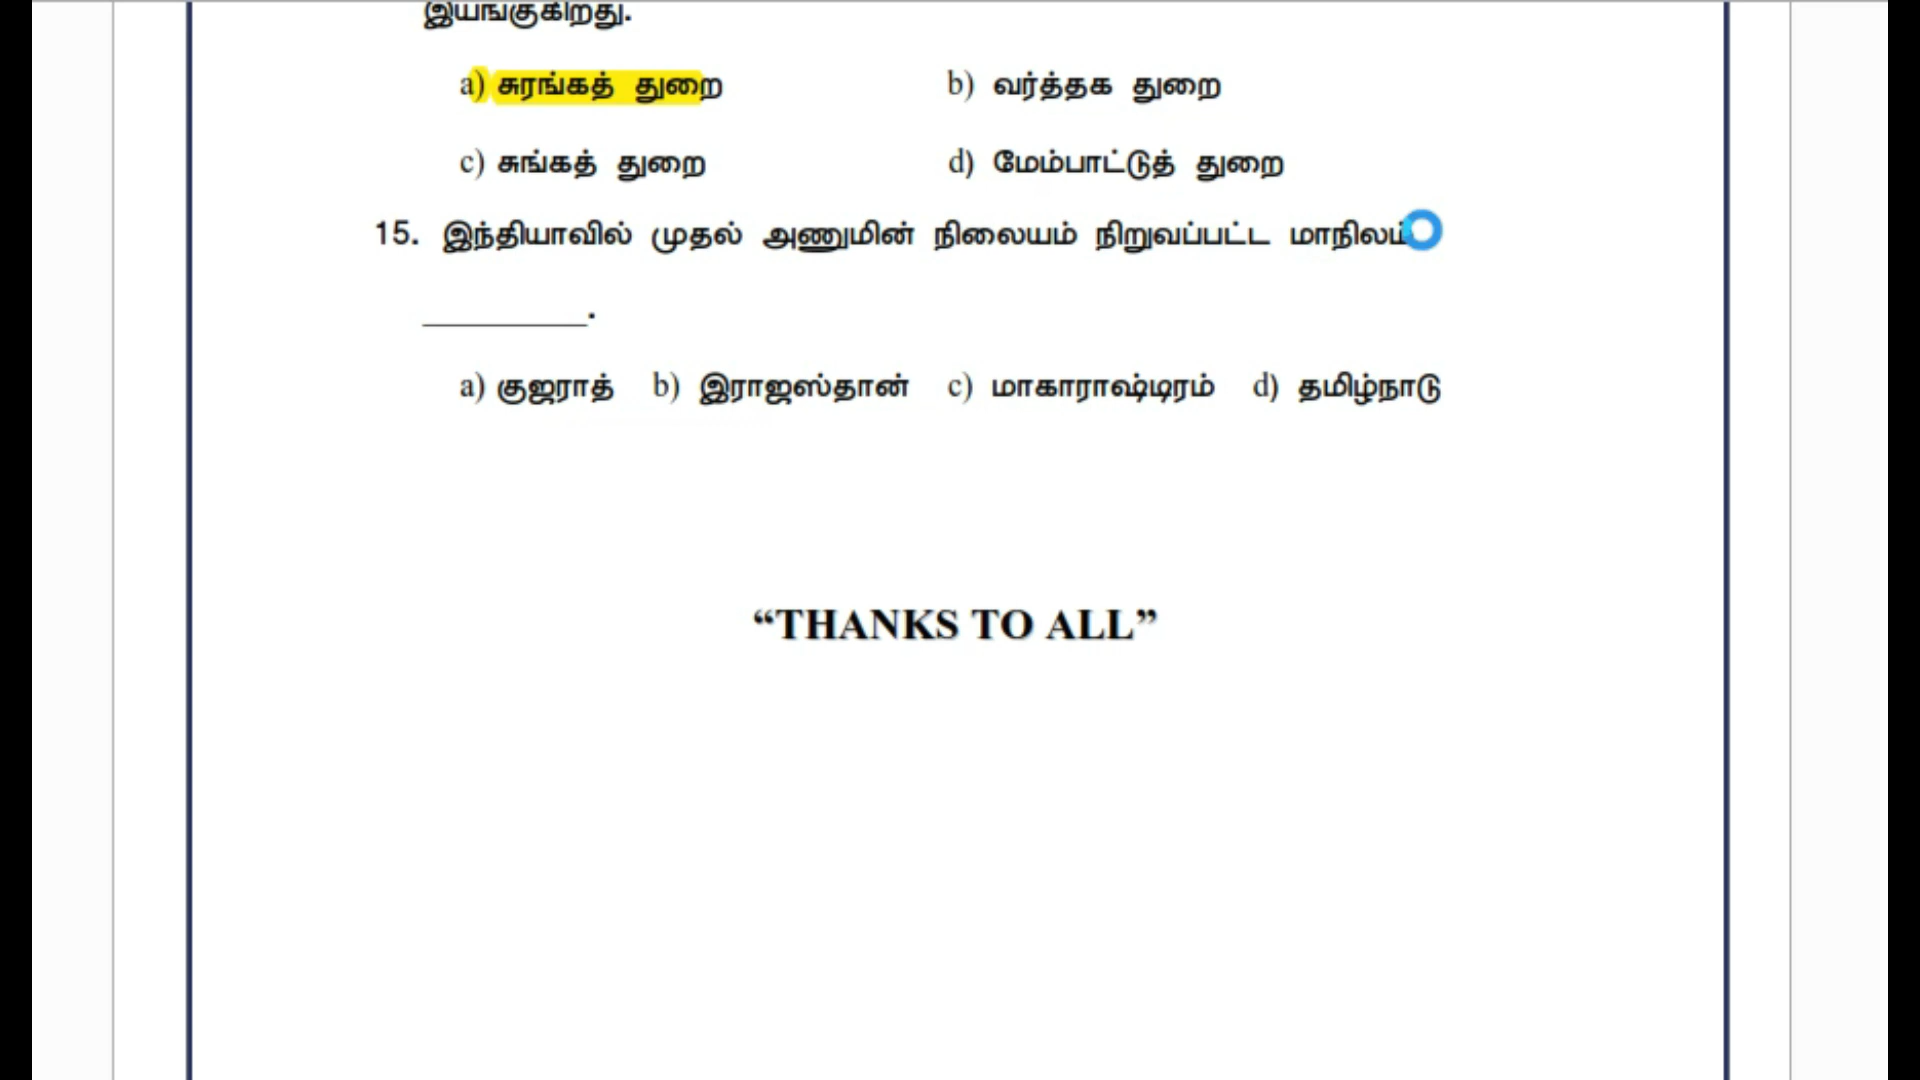 இயங்குகிறது.
a) சுரங்கத் துறை b) வர்த்தக துறை
c) சுங்கத் துறை d) மேம்பாட்டுத் துறை
15. இந்தியாவில் முதல் அணுமின் நிலையம் நிறுவப்பட்ட மாநிலம்
__________.
a) குஜராத் b) இராஜஸ்தான் c) மாகாராஷ்டிரம் d) தமிழ்நாடு
“THANKS TO ALL”